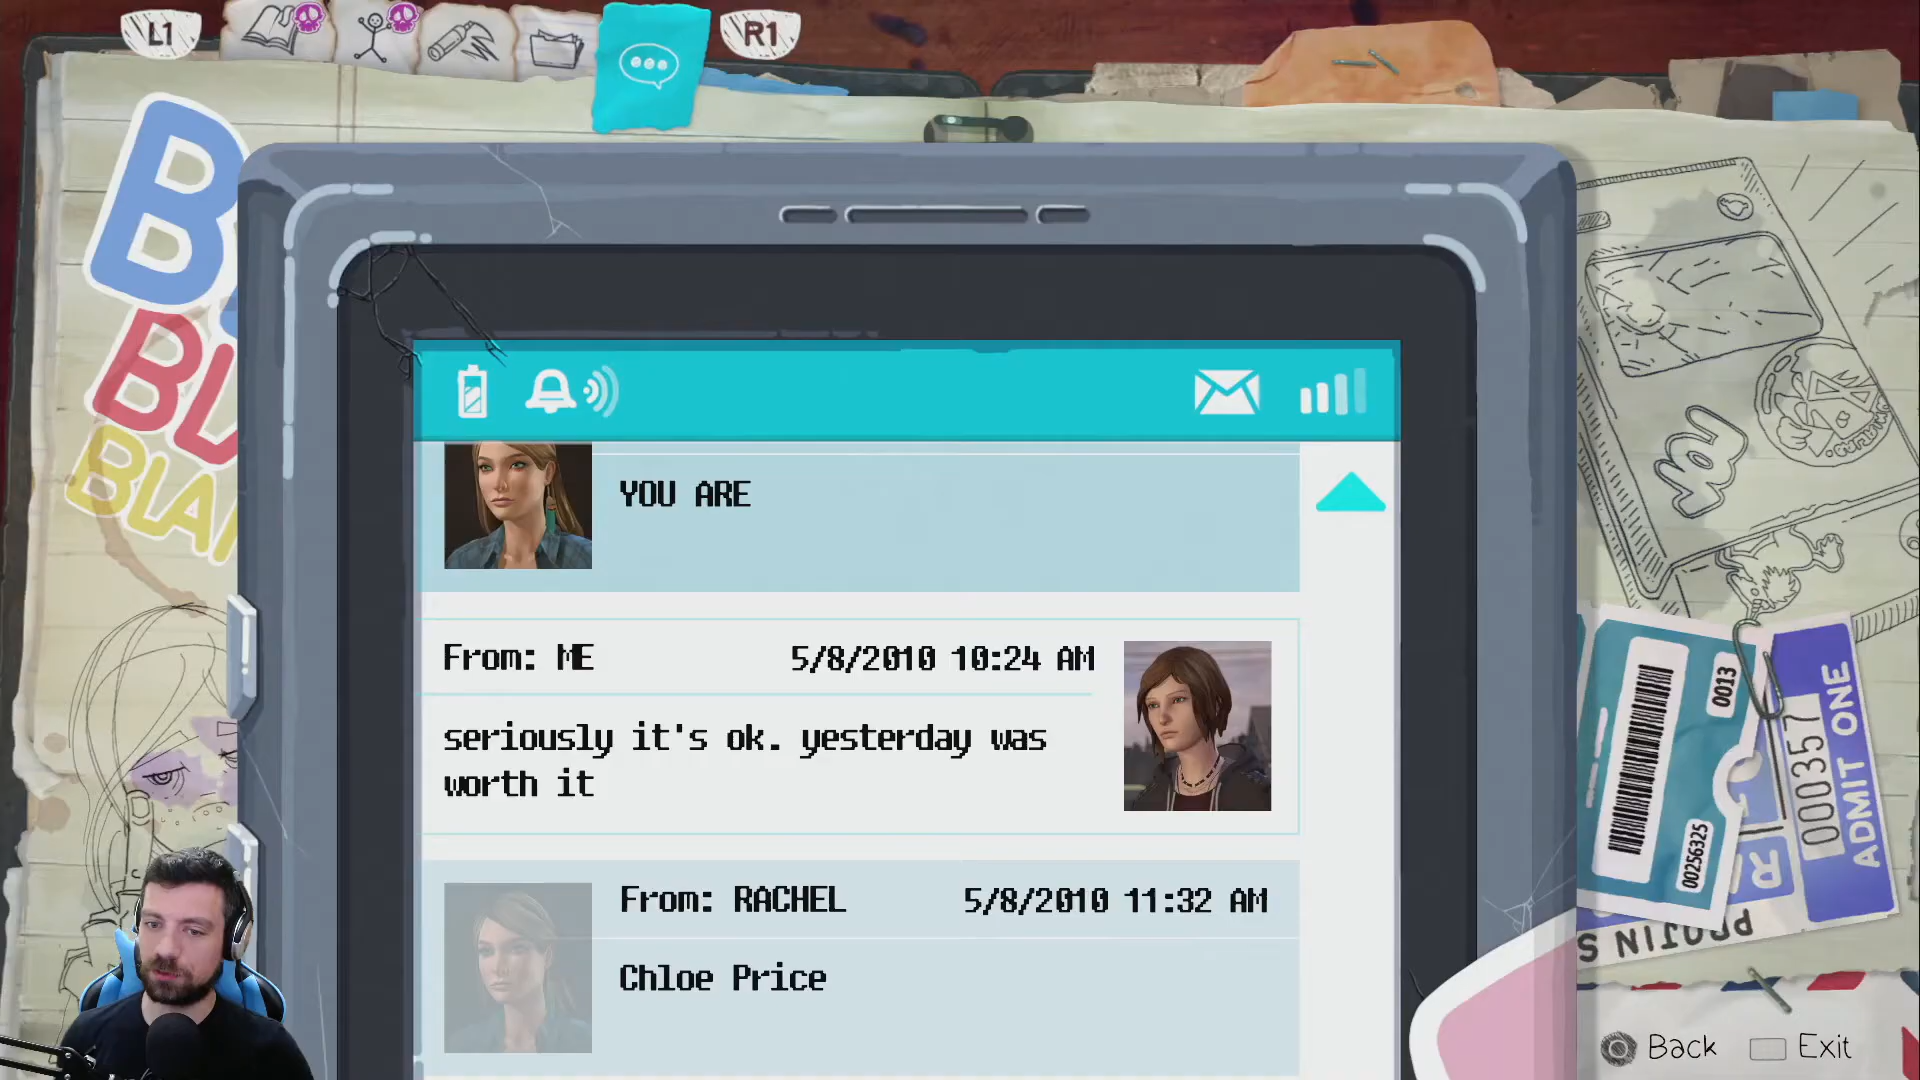 L1
R1
YOU ARE
From: ME 5/8/2010 10:24 AM
seriously it's ok. yesterday was
worth it
From: RACHEL 5/8/2010 11:32 AM
Chloe Price
0013
00256325
000357
ADMIT ONE
Back
Exit